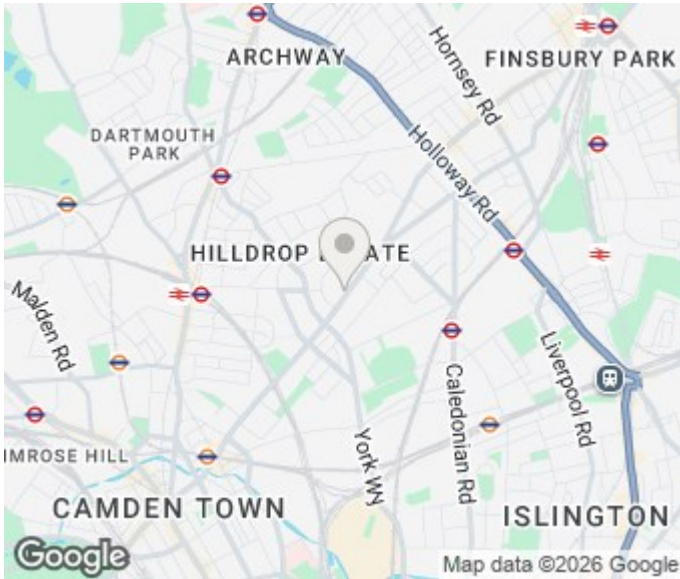 ARCHWAY
Hornsey Rd
FINSBURY PARK
DARTMOUTH
PARK
Holloway Rd
HILLDROP E ATE
Malden Rd
Liverpool Rd
Caledonian Rd
York Wy
IMROSE HILL
CAMDEN TOWN
ISLINGTON
Google
Map data ©2026 Google